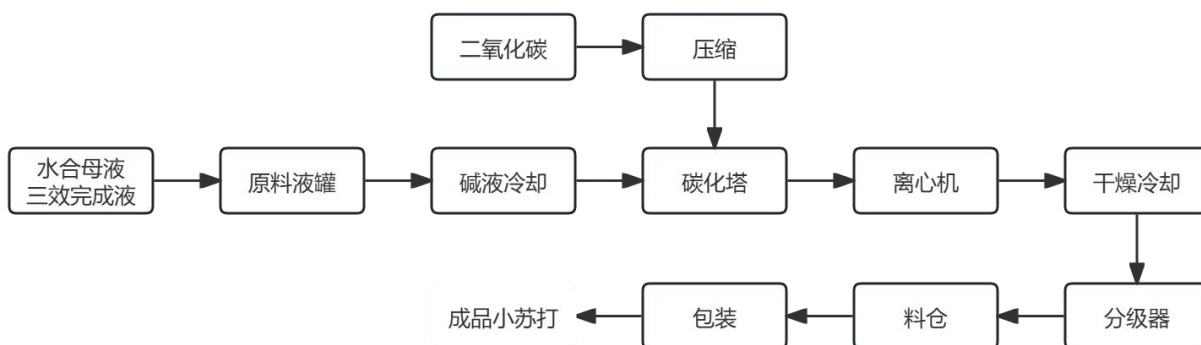 二氧化碳
压缩
水合母液
三效完成液
原料液罐
碱液冷却
碳化塔
离心机
干燥冷却
成品小苏打
包装
料仓
分级器